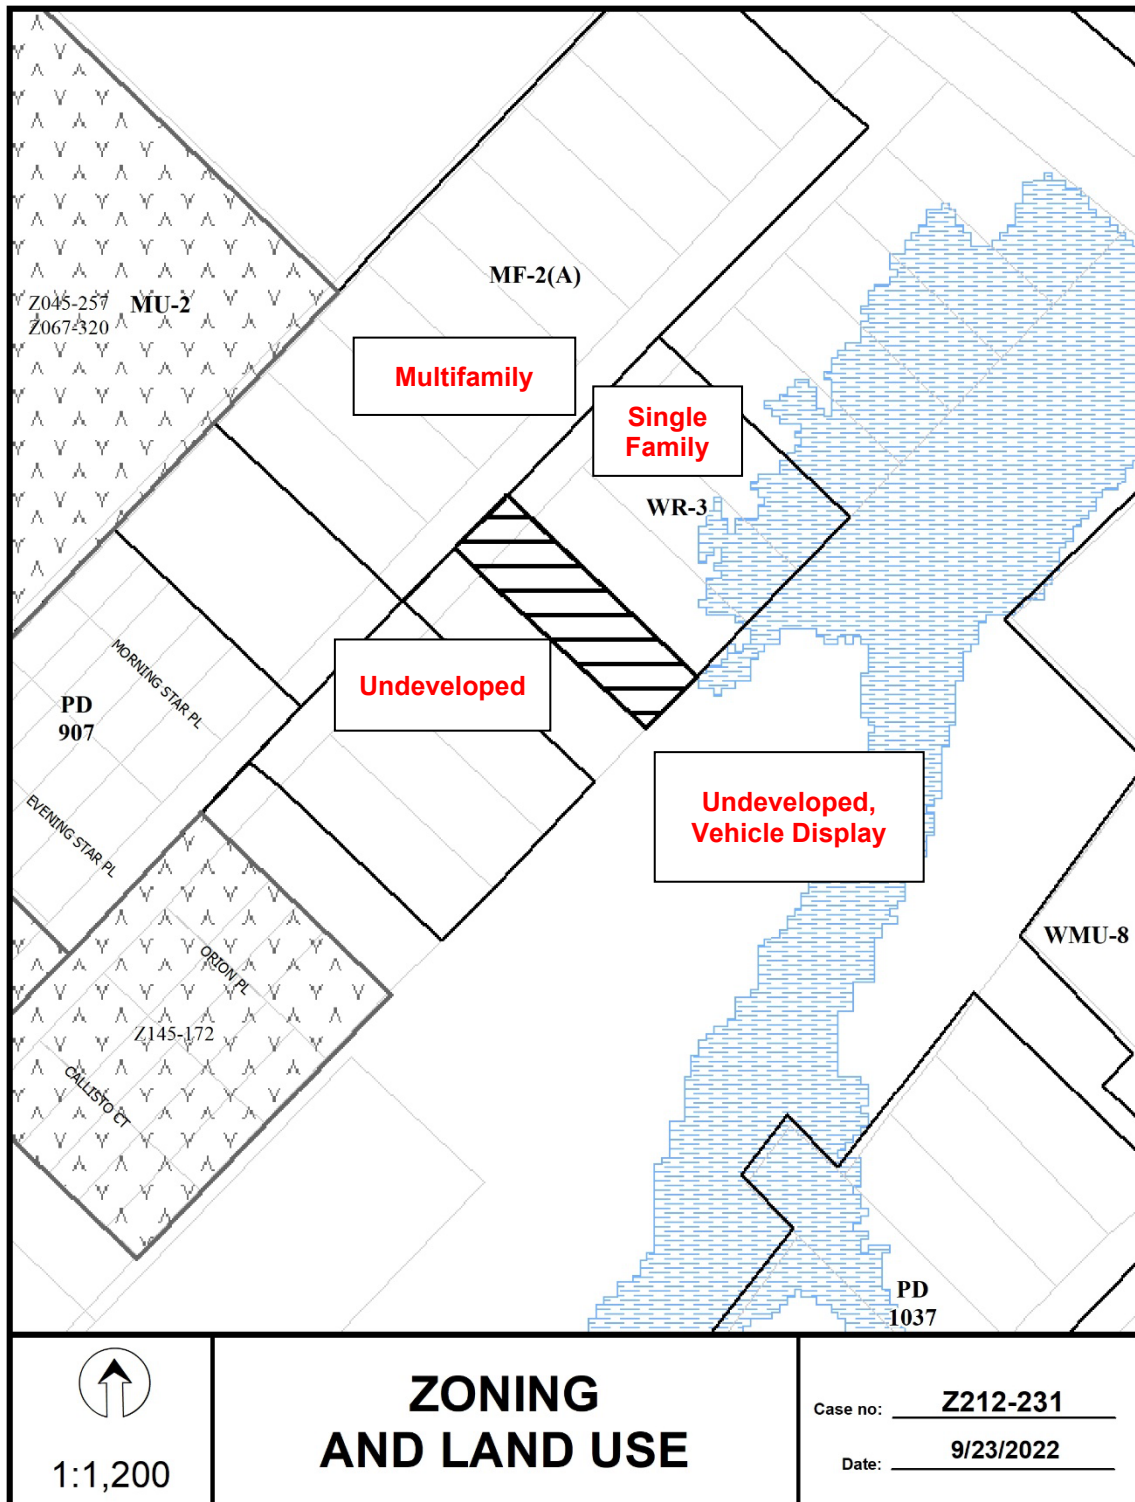 MF-2(A)
Z045-257
Z067-320
MU-2
Multifamily
Single
Family
WR-3
MORNING STAR PL
Undeveloped
PD
907
EVENING STAR PL
Undeveloped,
Vehicle Display
WMU-8
ORION PL
Z145-172
CALLISTO CT
PD
1037
1:1,200
ZONING
AND LAND USE
Case no: Z212-231
Date: 9/23/2022